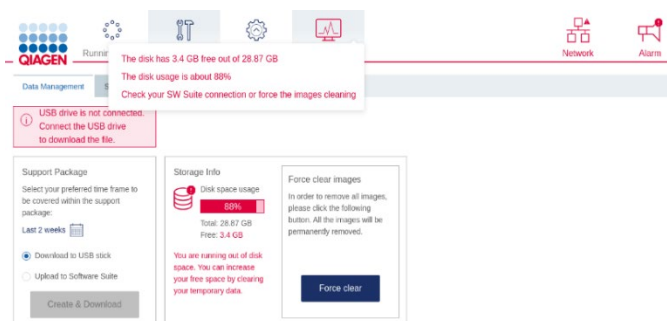 QIAGEN
Network
Alarm
The disk has 3.4 GB free out of 28.87 GB
The disk usage is about 88%
Check your SW Suite connection or force the images cleaning
Data Management
USB drive is not connected.
Connect the USB drive
to download the file.
Support Package
Select your preferred time frame to
be covered within the support
package:
Last 2 weeks
Download to USB stick
Upload to Software Suite
Create & Download
Storage Info
Disk space usage
88%
Total: 28.87 GB
Free: 3.4 GB
You are running out of disk
space. You can increase
your free space by clearing
your temporary data.
Force clear images
In order to remove all images,
please click the following
button. All the images will be
permanently removed.
Force clear